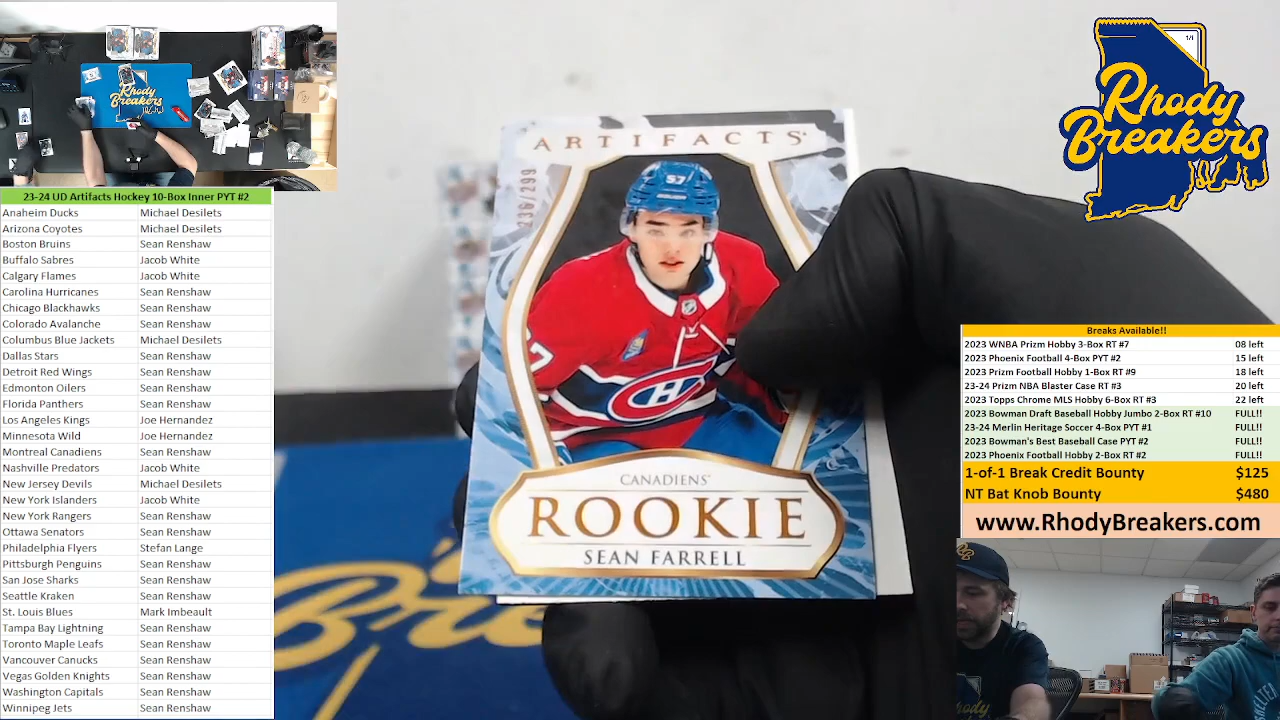 Rhody
Breakers
23-24 UD Artifacts Hockey 10-Box Inner PYT #2
Anaheim Ducks Michael Desilets
Arizona Coyotes Michael Desilets
Boston Bruins Sean Renshaw
Buffalo Sabres Jacob White
Calgary Flames Jacob White
Carolina Hurricanes Sean Renshaw
Chicago Blackhawks Sean Renshaw
Colorado Avalanche Sean Renshaw
Columbus Blue Jackets Michael Desilets
Dallas Stars Sean Renshaw
Detroit Red Wings Sean Renshaw
Edmonton Oilers Sean Renshaw
Florida Panthers Sean Renshaw
Los Angeles Kings Joe Hernandez
Minnesota Wild Joe Hernandez
Montreal Canadiens Sean Renshaw
Nashville Predators Jacob White
New Jersey Devils Michael Desilets
New York Islanders Jacob White
New York Rangers Sean Renshaw
Ottawa Senators Sean Renshaw
Philadelphia Flyers Stefan Lange
Pittsburgh Penguins Sean Renshaw
San Jose Sharks Sean Renshaw
Seattle Kraken Sean Renshaw
St. Louis Blues Mark Imbeault
Tampa Bay Lightning Sean Renshaw
Toronto Maple Leafs Sean Renshaw
Vancouver Canucks Sean Renshaw
Vegas Golden Knights Sean Renshaw
Washington Capitals Sean Renshaw
Winnipeg Jets Sean Renshaw
ARTIFACTS
236/299
57
CANADIENS
ROOKIE
SEAN FARRELL
1/1
Rhody
Breakers
Breaks Available!!
2023 WNBA Prizm Hobby 3-Box RT #7 08 left
2023 Phoenix Football 4-Box PYT #2 15 left
2023 Prizm Football Hobby 1-Box RT #9 18 left
23-24 Prizm NBA Blaster Case RT #3 20 left
2023 Topps Chrome MLS Hobby 6-Box RT #3 22 left
2023 Bowman Draft Baseball Hobby Jumbo 2-Box RT #10 FULL!!
23-24 Merlin Heritage Soccer 4-Box PYT #1 FULL!!
2023 Bowman's Best Baseball Case PYT #2 FULL!!
2023 Phoenix Football Hobby 2-Box RT #2 FULL!!
1-of-1 Break Credit Bounty $125
NT Bat Knob Bounty $480
www.RhodyBreakers.com